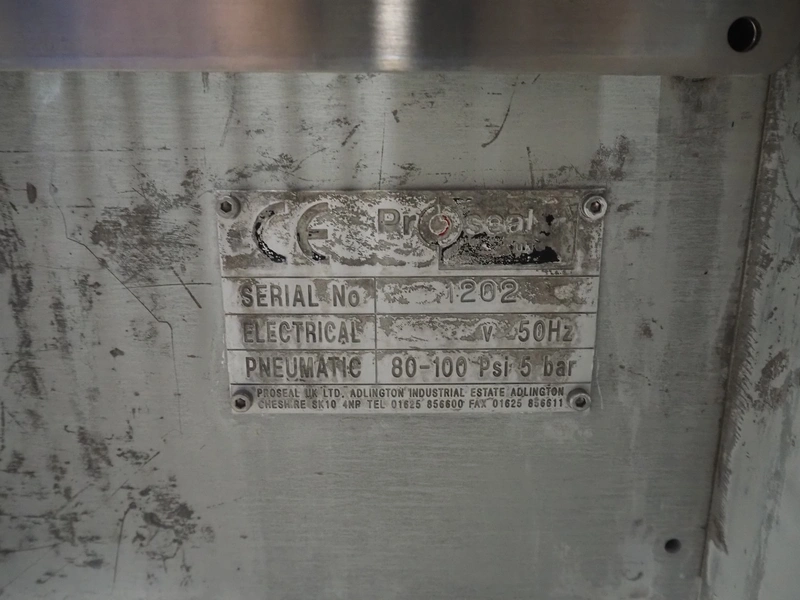 CE Proseal
SERIAL No 1202
ELECTRICAL V 50Hz
PNEUMATIC 80-100 Psi 5 bar
PROSEAL UK LTD. ADLINGTON INDUSTRIAL ESTATE ADLINGTON
CHESHIRE SK10 4NP TEL 01625 856600 FAX 01625 856611